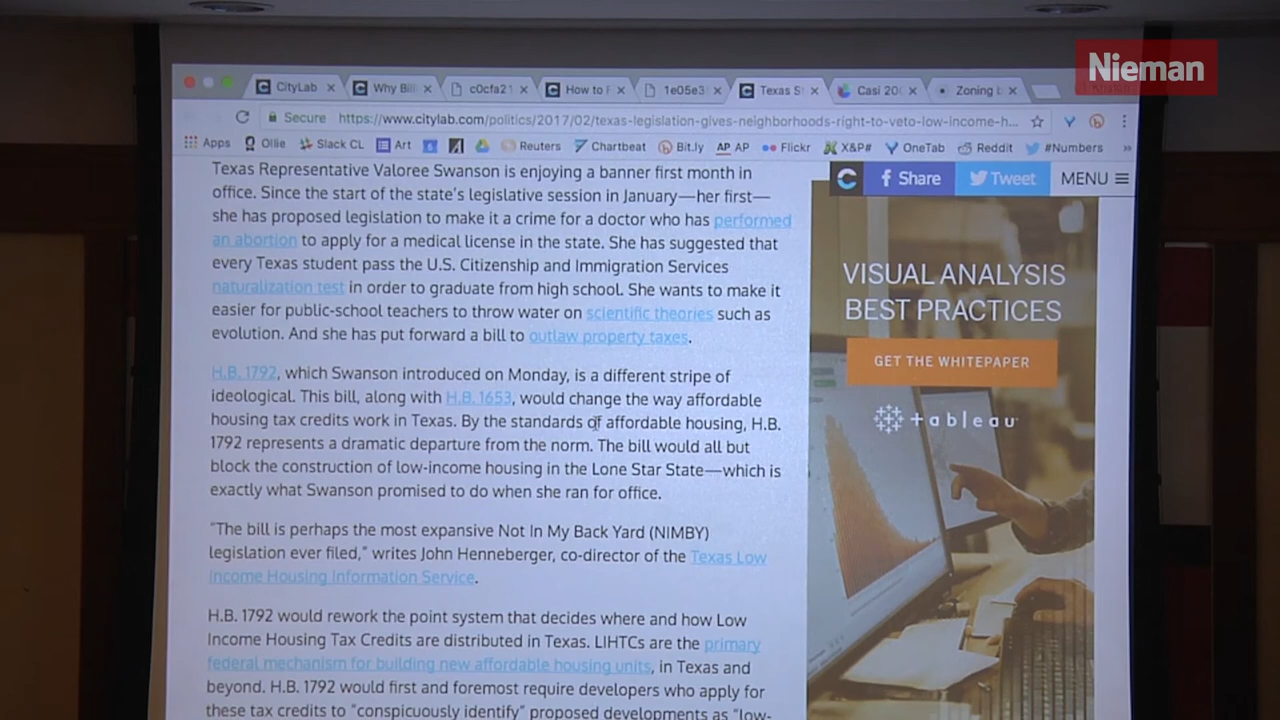 Nieman
CityLab
Why Bill
c0cfa21
How to F
1e05e3
Texas S
Casi 200
Zoning b
Secure https://www.citylab.com/politics/2017/02/texas-legislation-gives-neighborhoods-right-to-veto-low-income-h...
Apps Ollie Slack CL Art Reuters Chartbeat Bit.ly AP AP Flickr X&P# OneTab Reddit #Numbers »
Share Tweet MENU
Texas Representative Valoree Swanson is enjoying a banner first month in
office. Since the start of the state's legislative session in January—her first—
she has proposed legislation to make it a crime for a doctor who has performed
an abortion to apply for a medical license in the state. She has suggested that
every Texas student pass the U.S. Citizenship and Immigration Services
naturalization test in order to graduate from high school. She wants to make it
easier for public-school teachers to throw water on scientific theories such as
evolution. And she has put forward a bill to outlaw property taxes.
H.B. 1792, which Swanson introduced on Monday, is a different stripe of
ideological. This bill, along with H.B. 1653, would change the way affordable
housing tax credits work in Texas. By the standards of affordable housing, H.B.
1792 represents a dramatic departure from the norm. The bill would all but
block the construction of low-income housing in the Lone Star State—which is
exactly what Swanson promised to do when she ran for office.
"The bill is perhaps the most expansive Not In My Back Yard (NIMBY)
legislation ever filed," writes John Henneberger, co-director of the Texas Low
Income Housing Information Service.
H.B. 1792 would rework the point system that decides where and how Low
Income Housing Tax Credits are distributed in Texas. LIHTCs are the primary
federal mechanism for building new affordable housing units, in Texas and
beyond. H.B. 1792 would first and foremost require developers who apply for
these tax credits to "conspicuously identify" proposed developments as "low-
VISUAL ANALYSIS
BEST PRACTICES
GET THE WHITEPAPER
+ableau